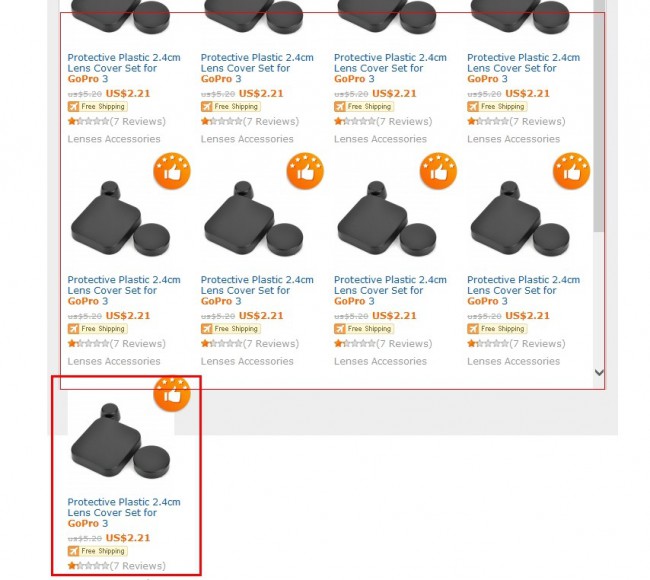 Protective Plastic 2.4cm Protective Plastic 2.4cm Protective Plastic 2.4cm Protective Plastic 2.4cm
Lens Cover Set for Lens Cover Set for Lens Cover Set for Lens Cover Set for
GoPro 3 GoPro 3 GoPro 3 GoPro 3
us$5.20 US$2.21 us$5.20 US$2.21 us$5.20 US$2.21 us$5.20 US$2.21
Free Shipping Free Shipping Free Shipping Free Shipping
(7 Reviews) (7 Reviews) (7 Reviews) (7 Reviews)
Lenses Accessories Lenses Accessories Lenses Accessories Lenses Accessories
Protective Plastic 2.4cm Protective Plastic 2.4cm Protective Plastic 2.4cm Protective Plastic 2.4cm
Lens Cover Set for Lens Cover Set for Lens Cover Set for Lens Cover Set for
GoPro 3 GoPro 3 GoPro 3 GoPro 3
us$5.20 US$2.21 us$5.20 US$2.21 us$5.20 US$2.21 us$5.20 US$2.21
Free Shipping Free Shipping Free Shipping Free Shipping
(7 Reviews) (7 Reviews) (7 Reviews) (7 Reviews)
Lenses Accessories Lenses Accessories Lenses Accessories Lenses Accessories
Protective Plastic 2.4cm
Lens Cover Set for
GoPro 3
us$5.20 US$2.21
Free Shipping
(7 Reviews)